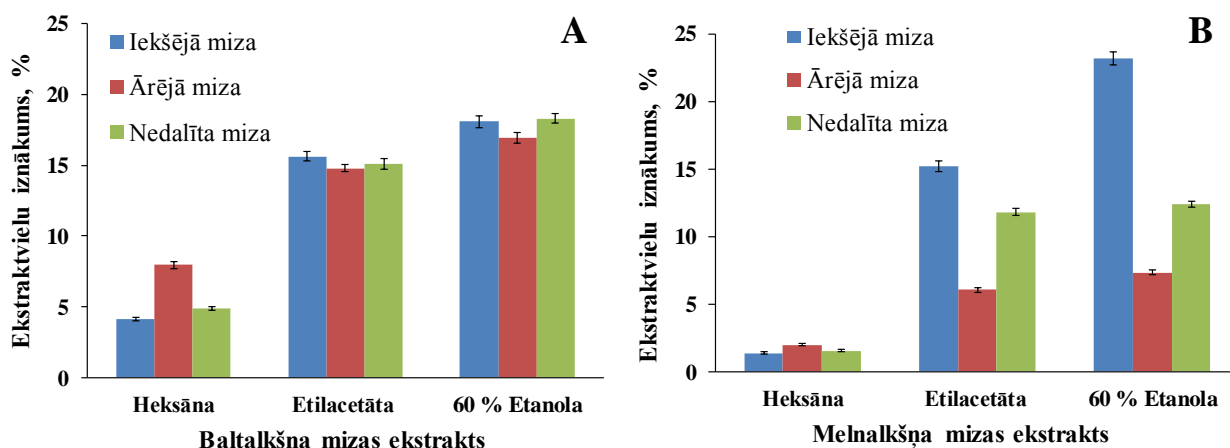 A
Ekstraktvielu iznākums, %
25
20
15
10
5
0
Iekšējā miza
Ārējā miza
Nedalīta miza
Heksāna
Etilacetāta
60 % Etanola
Baltalkšņa mizas ekstrakts
B
Ekstraktvielu iznākums, %
25
20
15
10
5
0
Iekšējā miza
Ārējā miza
Nedalīta miza
Heksāna
Etilacetāta
60 % Etanola
Melnalkšņa mizas ekstrakts